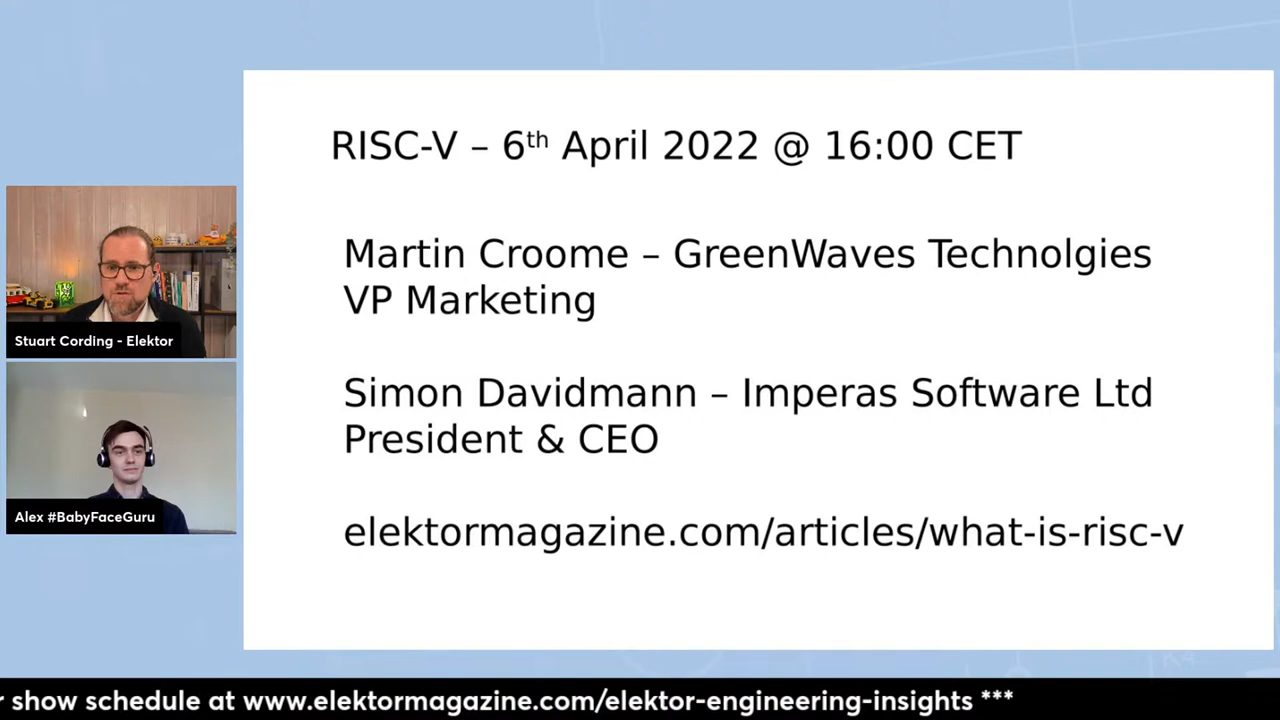 RISC-V – 6th April 2022 @ 16:00 CET
Martin Croome – GreenWaves Technolgies
VP Marketing
Simon Davidmann – Imperas Software Ltd
President & CEO
elektormagazine.com/articles/what-is-risc-v
Stuart Cording - Elektor
Alex #BabyFaceGuru
r show schedule at www.elektormagazine.com/elektor-engineering-insights ***